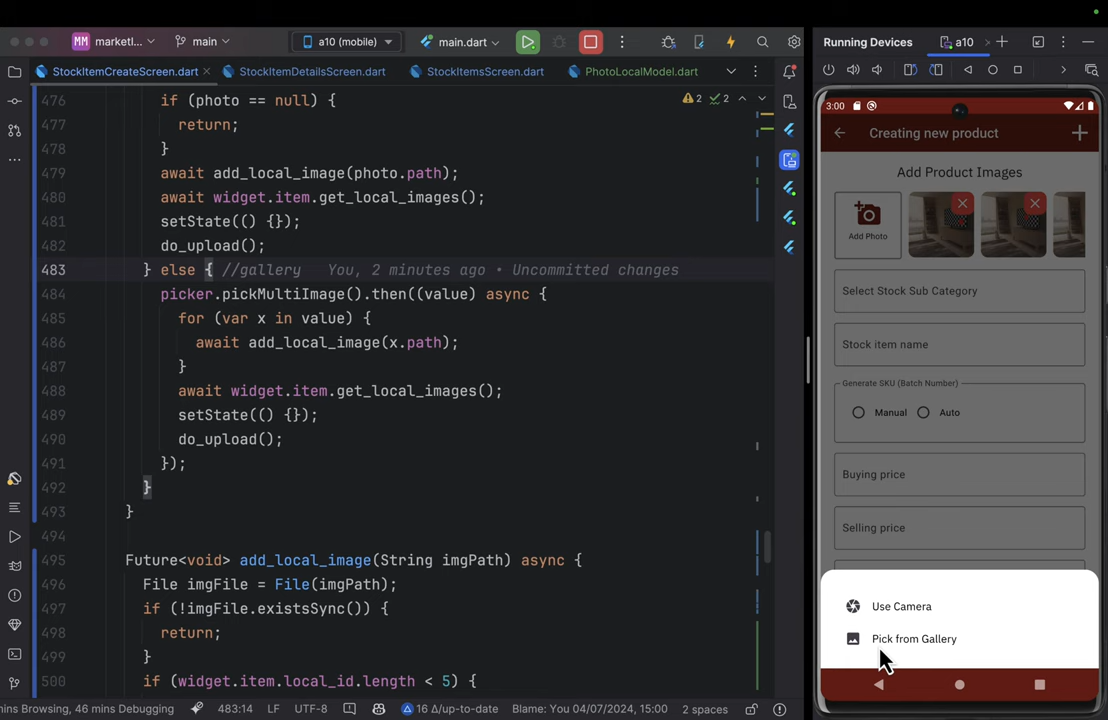 MM marketl...
main
a10 (mobile)
main.dart
Running Devices
a10
StockItemCreateScreen.dart
StockItemDetailsScreen.dart
StockItemsScreen.dart
PhotoLocalModel.dart
476 if (photo == null) {
2 2
477 return;
478 }
479 await add_local_image(photo.path);
480 await widget.item.get_local_images();
481 setState(() {});
482 do_upload();
483 } else { //gallery You, 2 minutes ago • Uncommitted changes
484 picker.pickMultiImage().then((value) async {
485 for (var x in value) {
486 await add_local_image(x.path);
487 }
488 await widget.item.get_local_images();
489 setState(() {});
490 do_upload();
491 });
492 }
493 }
494
495 Future<void> add_local_image(String imgPath) async {
496 File imgFile = File(imgPath);
497 if (!imgFile.existsSync()) {
498 return;
499 }
500 if (widget.item.local_id.length < 5) {
mins Browsing, 46 mins Debugging
16 Δ/up-to-date
Blame: You 04/07/2024, 15:00
483:14 LF UTF-8
2 spaces
3:00
Creating new product
Add Product Images
Add Photo
Select Stock Sub Category
Stock item name
Generate SKU (Batch Number)
Manual
Auto
Buying price
Selling price
Use Camera
Pick from Gallery